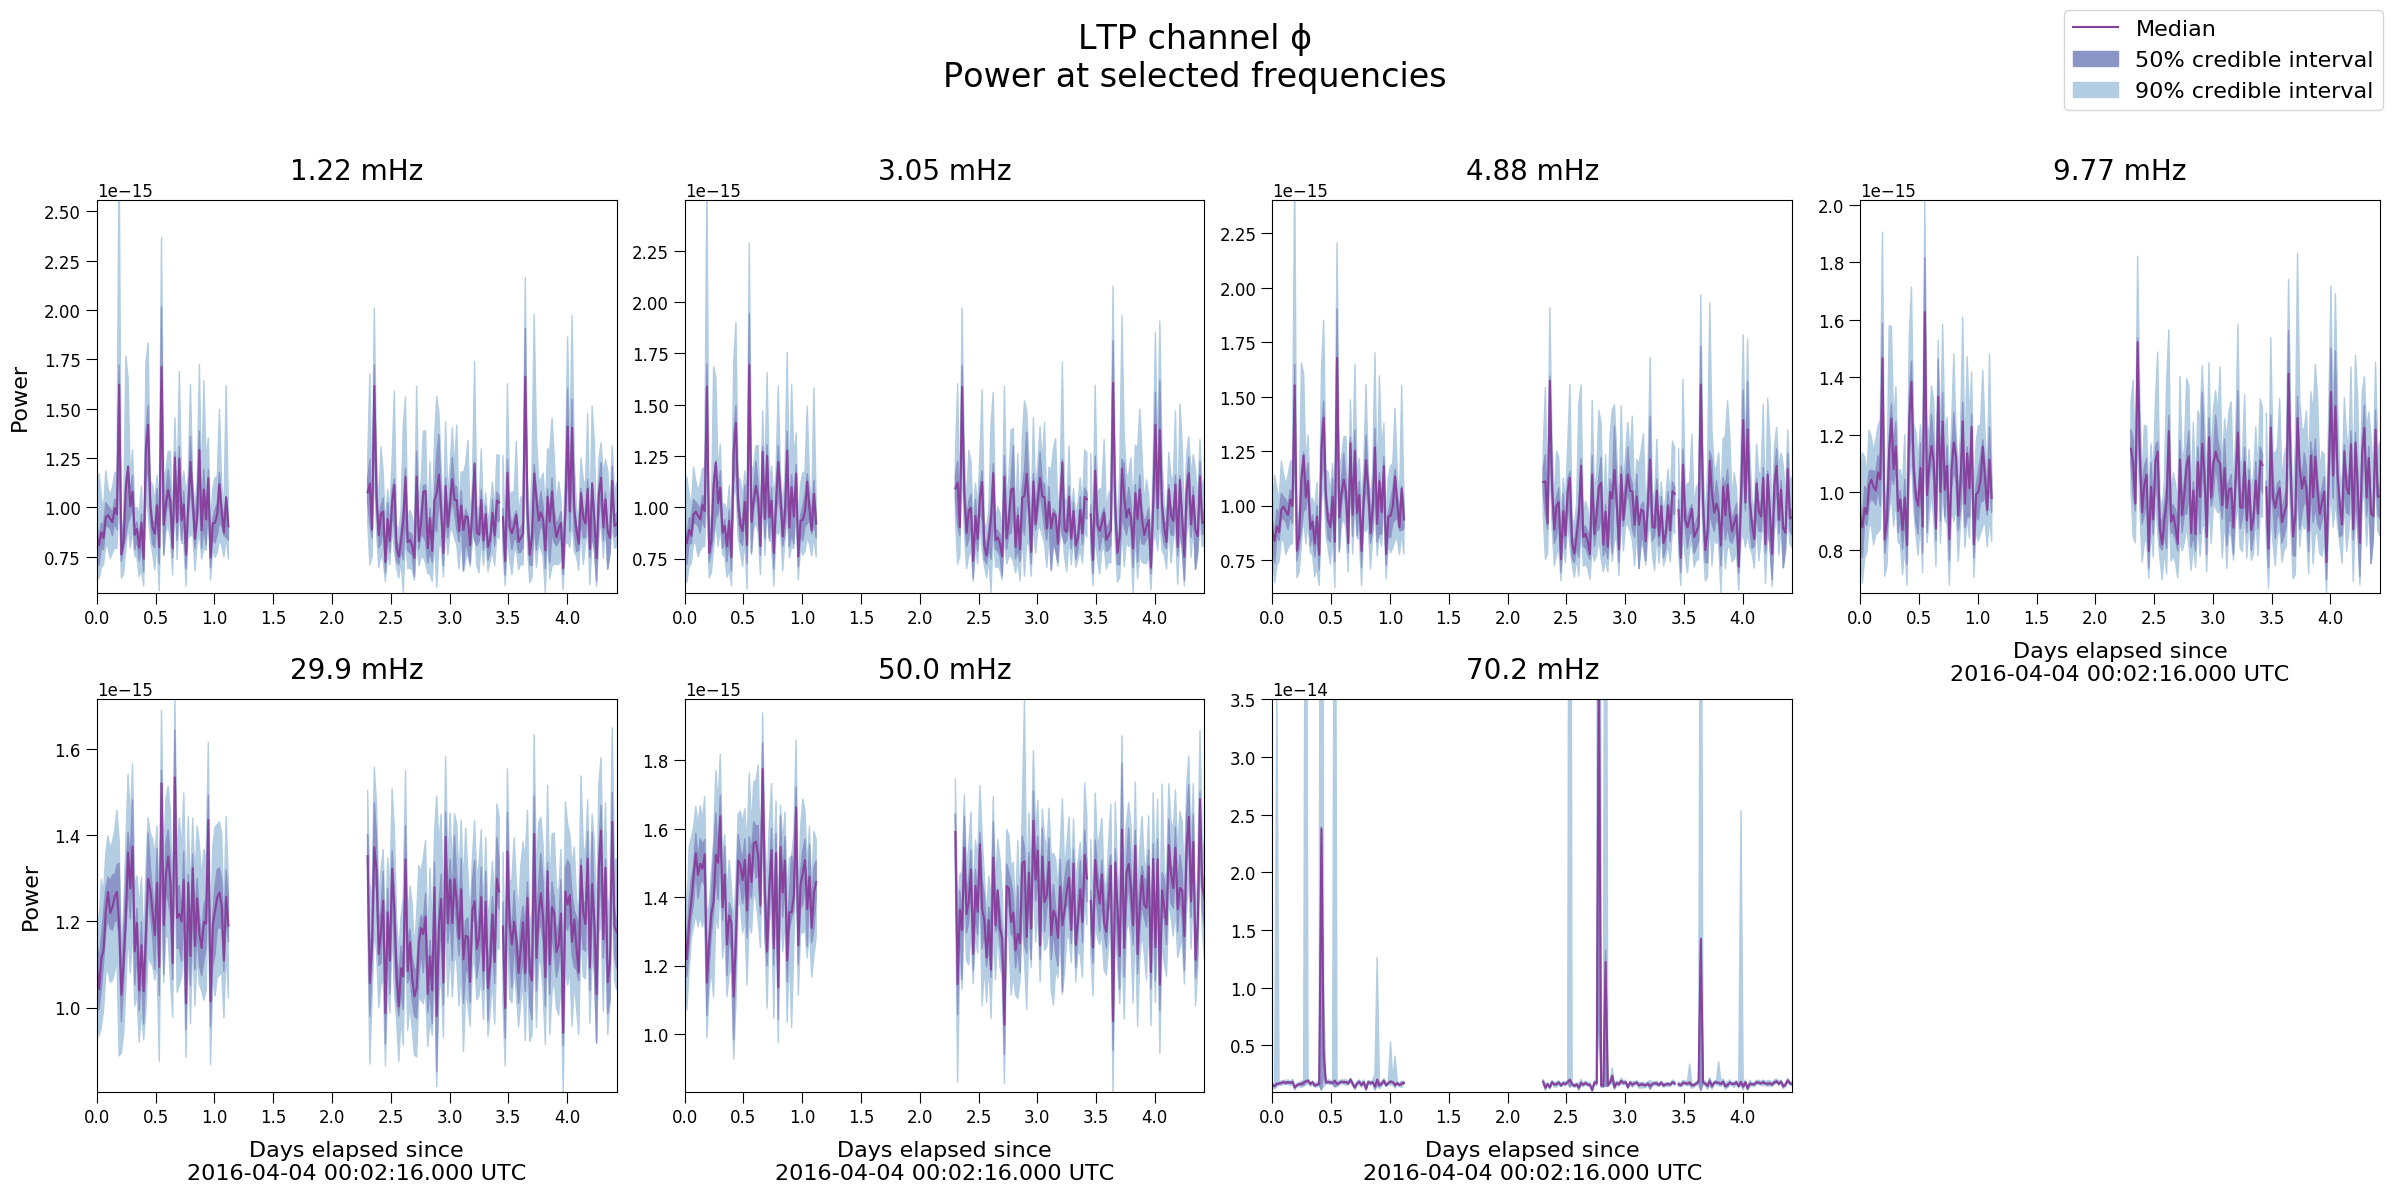 LTP channel ϕ
Power at selected frequencies
Median
50% credible interval
90% credible interval
1.22 mHz
1e−15
2.50
2.25
2.00
1.75
1.50
1.25
1.00
0.75
Power
0.0 0.5 1.0 1.5 2.0 2.5 3.0 3.5 4.0
3.05 mHz
1e−15
2.25
2.00
1.75
1.50
1.25
1.00
0.75
0.0 0.5 1.0 1.5 2.0 2.5 3.0 3.5 4.0
4.88 mHz
1e−15
2.25
2.00
1.75
1.50
1.25
1.00
0.75
0.0 0.5 1.0 1.5 2.0 2.5 3.0 3.5 4.0
9.77 mHz
1e−15
2.0
1.8
1.6
1.4
1.2
1.0
0.8
0.0 0.5 1.0 1.5 2.0 2.5 3.0 3.5 4.0
Days elapsed since
2016-04-04 00:02:16.000 UTC
29.9 mHz
1e−15
1.6
1.4
1.2
1.0
Power
0.0 0.5 1.0 1.5 2.0 2.5 3.0 3.5 4.0
Days elapsed since
2016-04-04 00:02:16.000 UTC
50.0 mHz
1e−15
1.8
1.6
1.4
1.2
1.0
0.0 0.5 1.0 1.5 2.0 2.5 3.0 3.5 4.0
Days elapsed since
2016-04-04 00:02:16.000 UTC
70.2 mHz
1e−14
3.5
3.0
2.5
2.0
1.5
1.0
0.5
0.0 0.5 1.0 1.5 2.0 2.5 3.0 3.5 4.0
Days elapsed since
2016-04-04 00:02:16.000 UTC